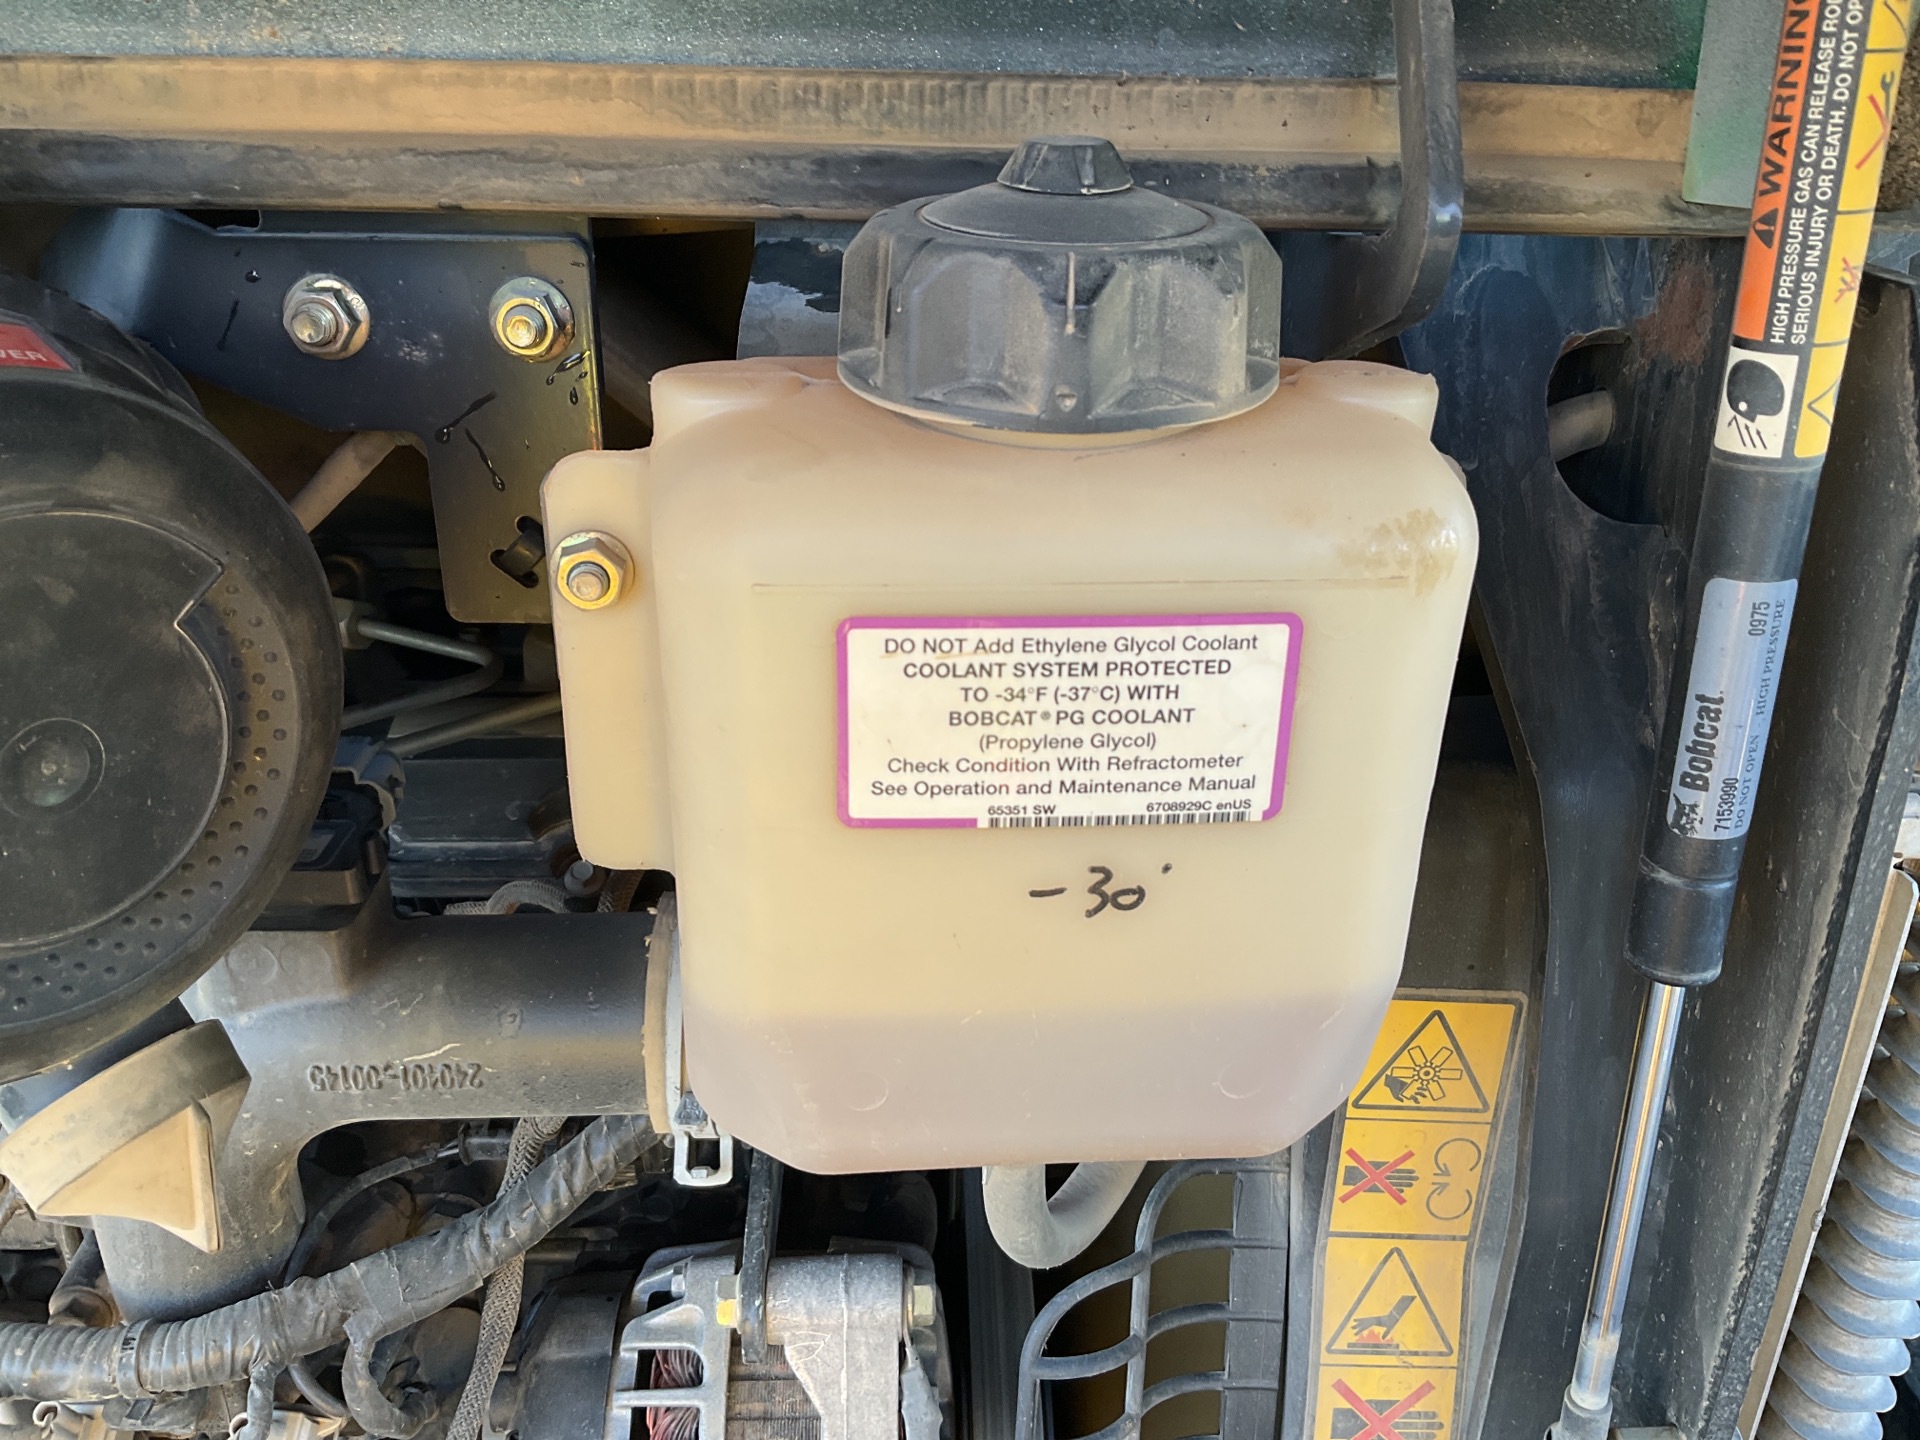 WARNING
HIGH PRESSURE GAS CAN RELEASE
SERIOUS INJURY OR DEATH. DO NOT
DO NOT Add Ethylene Glycol Coolant
COOLANT SYSTEM PROTECTED
TO -34°F (-37°C) WITH
BOBCAT® PG COOLANT
(Propylene Glycol)
Check Condition With Refractometer
See Operation and Maintenance Manual
65351 SW 6708929C enUS
-30°
Bobcat
7153990 0975
DO NOT OPEN - HIGH PRESSURE
240101-00145